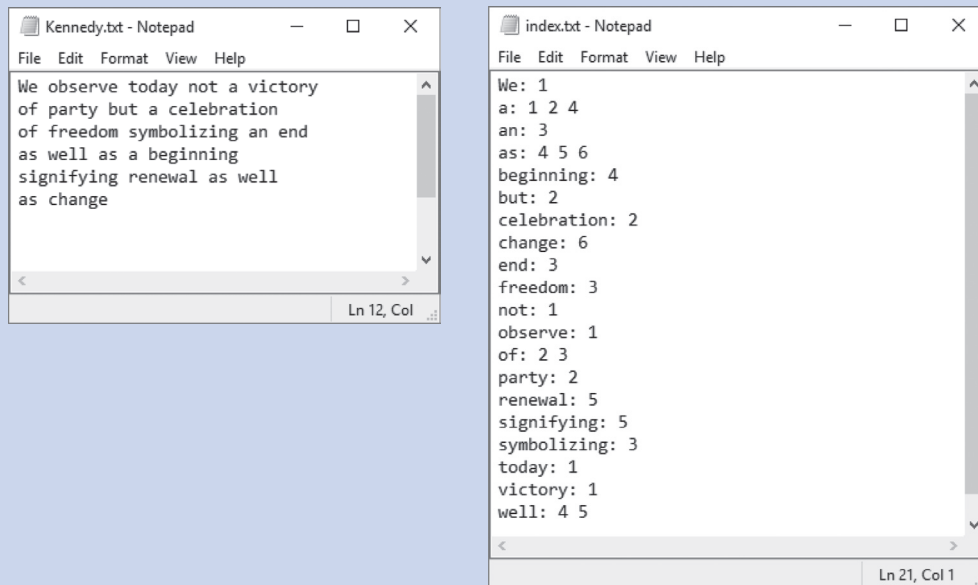 Kennedy.txt - Notepad
File Edit Format View Help
We observe today not a victory
of party but a celebration
of freedom symbolizing an end
as well as a beginning
signifying renewal as well
as change
Ln 12, Col
index.txt - Notepad
File Edit Format View Help
We: 1
a: 1 2 4
an: 3
as: 4 5 6
beginning: 4
but: 2
celebration: 2
change: 6
end: 3
freedom: 3
not: 1
observe: 1
of: 2 3
party: 2
renewal: 5
signifying: 5
symbolizing: 3
today: 1
victory: 1
well: 4 5
Ln 21, Col 1